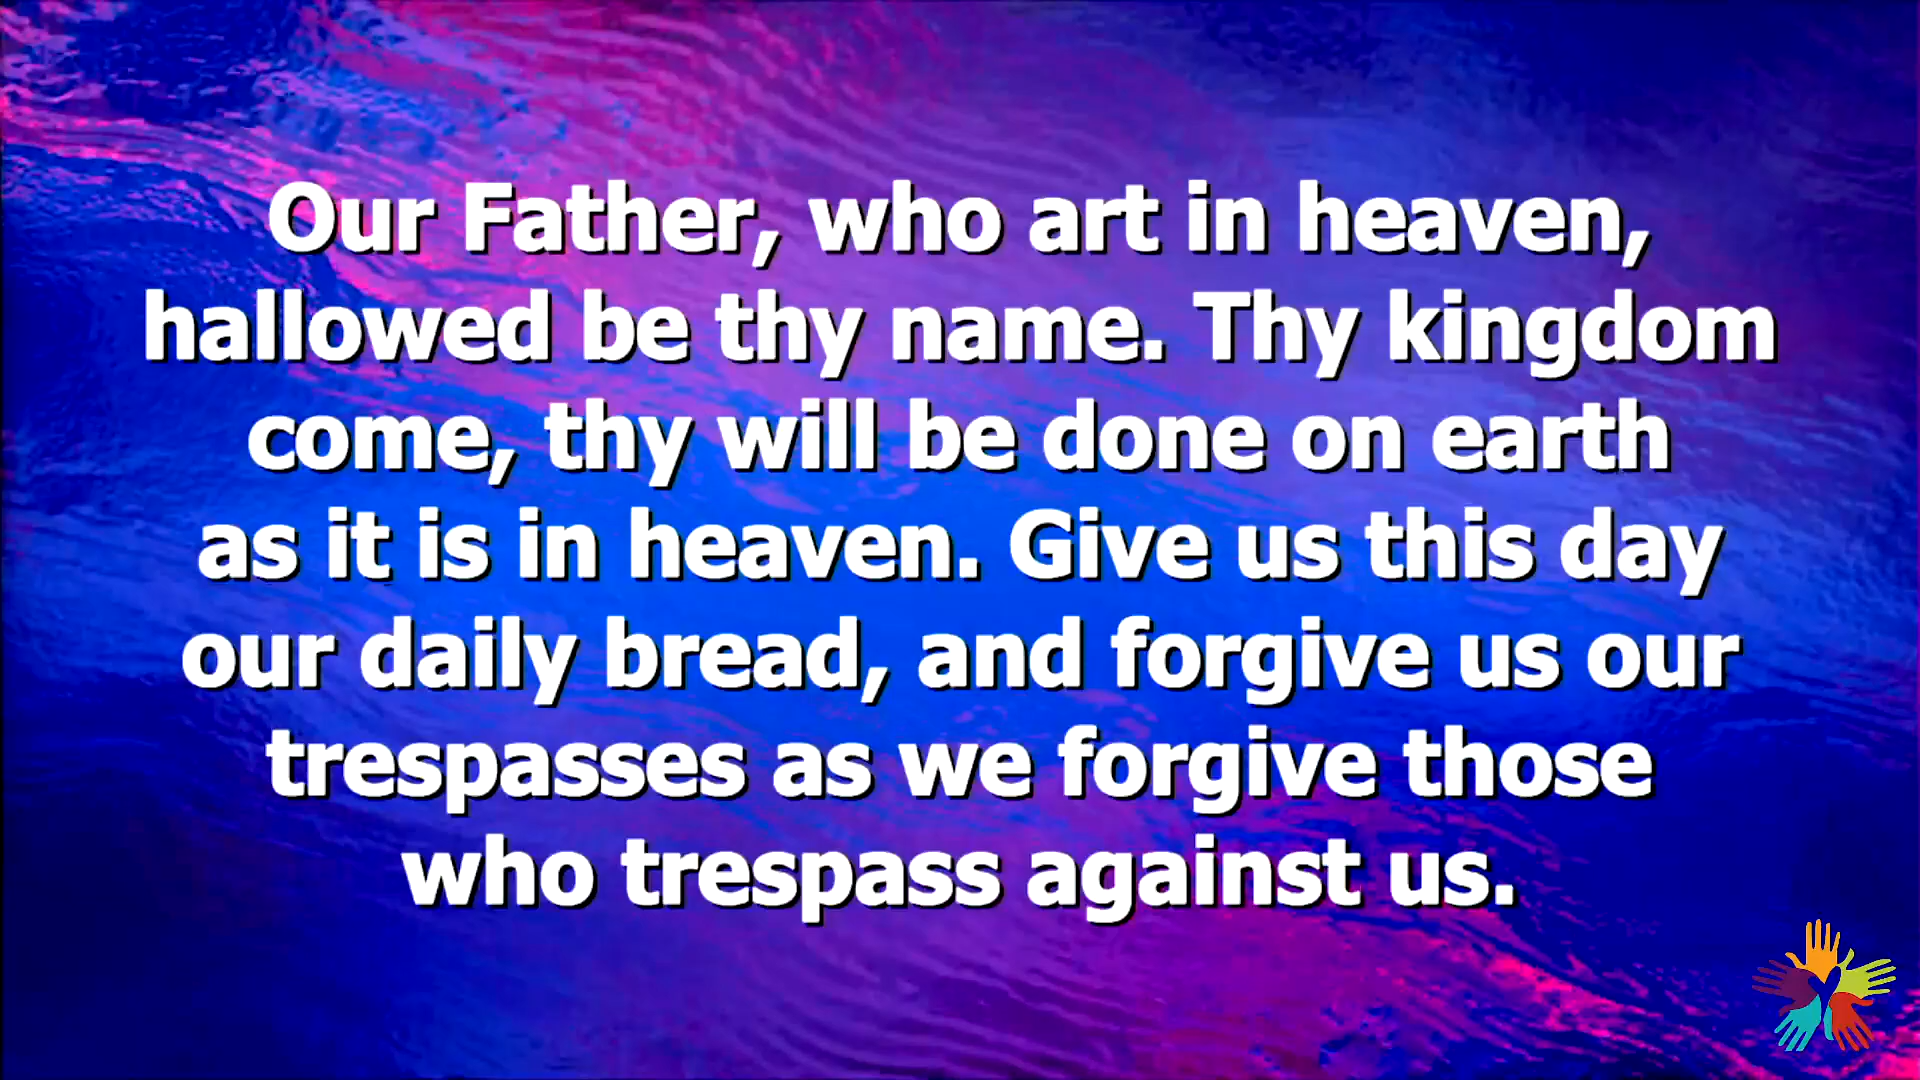 Our Father, who art in heaven,
hallowed be thy name. Thy kingdom
come, thy will be done on earth
as it is in heaven. Give us this day
our daily bread, and forgive us our
trespasses as we forgive those
who trespass against us.